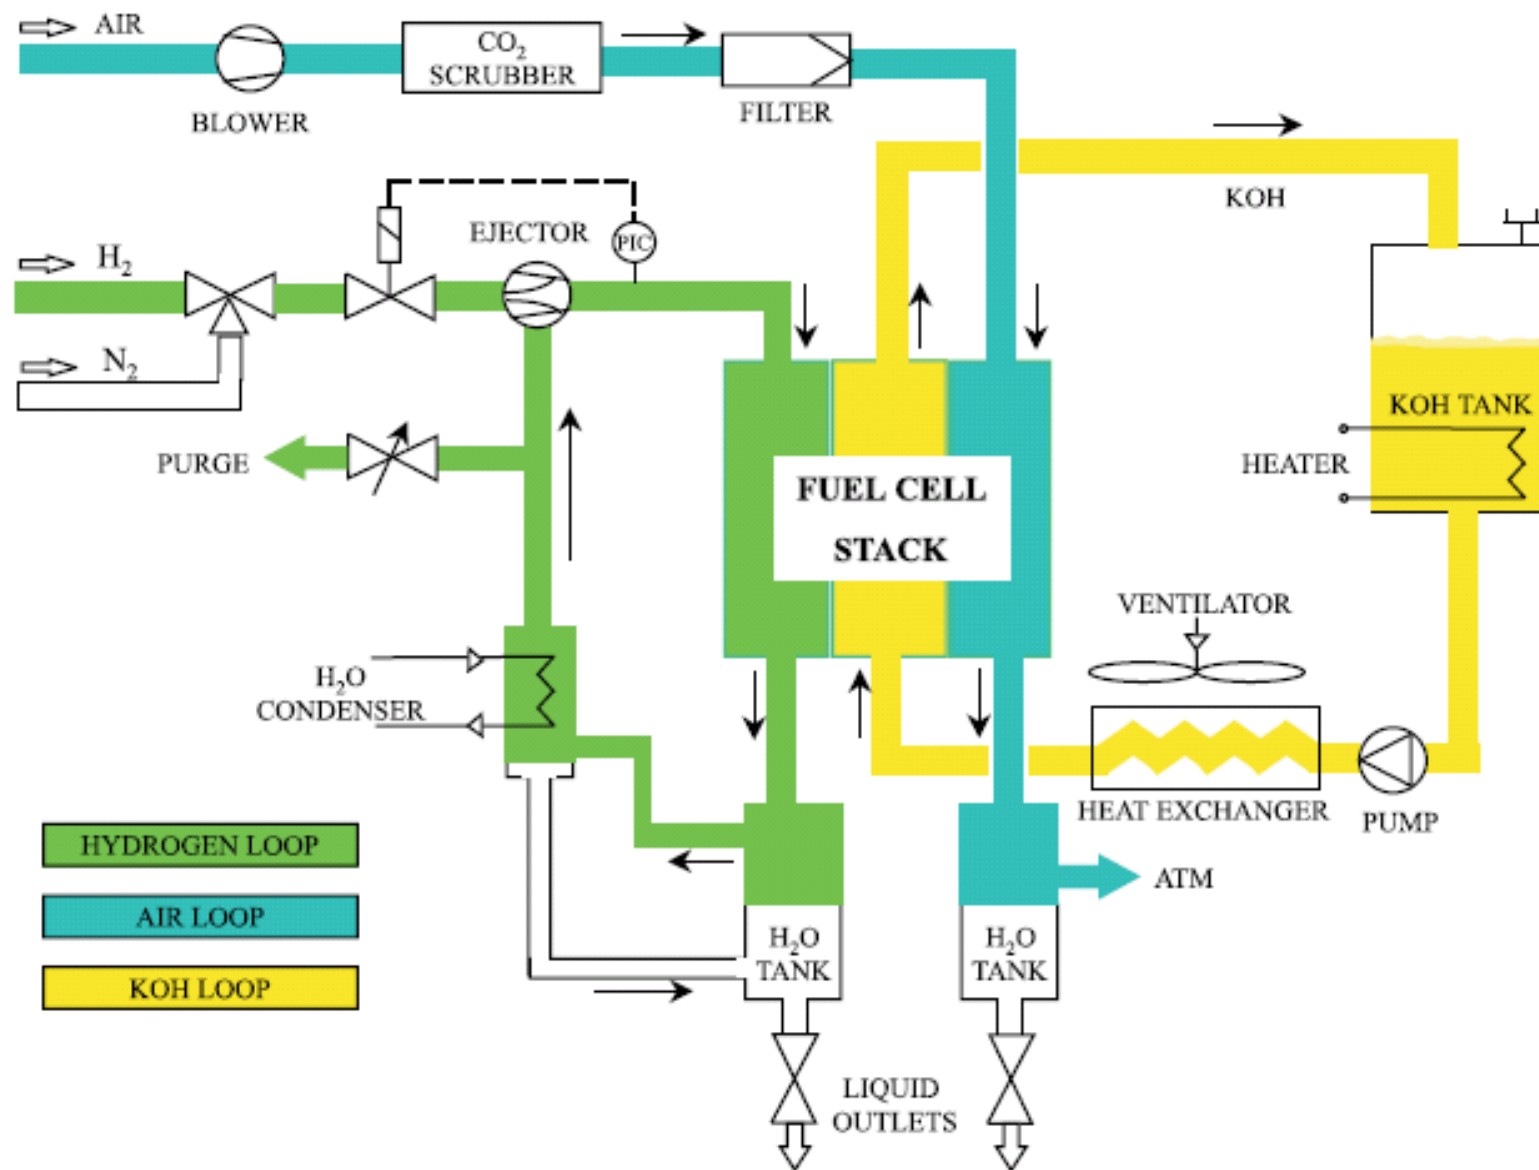 AIR
CO₂
SCRUBBER
BLOWER
FILTER
KOH
EJECTOR
PIC
H₂
N₂
KOH TANK
HEATER
PURGE
FUEL CELL
STACK
VENTILATOR
H₂O
CONDENSER
HEAT EXCHANGER
PUMP
HYDROGEN LOOP
AIR LOOP
KOH LOOP
ATM
H₂O
TANK
H₂O
TANK
LIQUID
OUTLETS